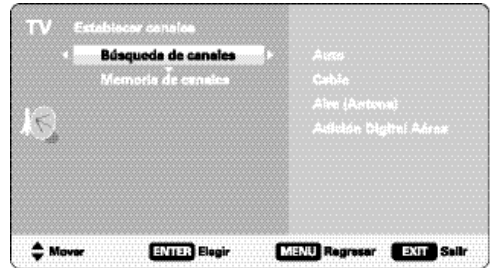 TV Establecer canales
Búsqueda de canales
Memoria de canales
Auto
Cable
Aire (Antena)
Adición Digital Aérea
Mover ENTER Elegir MENU Regresar EXIT Salir